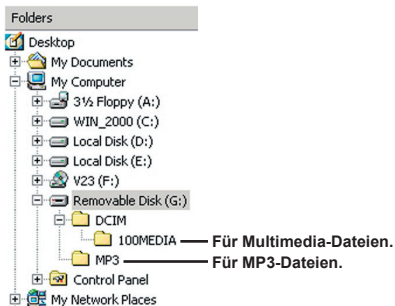 Folders
Desktop
My Documents
My Computer
3½ Floppy (A:)
WIN_2000 (C:)
Local Disk (D:)
Local Disk (E:)
V23 (F:)
Removable Disk (G:)
DCIM
100MEDIA Für Multimedia-Dateien.
MP3 Für MP3-Dateien.
Control Panel
My Network Places